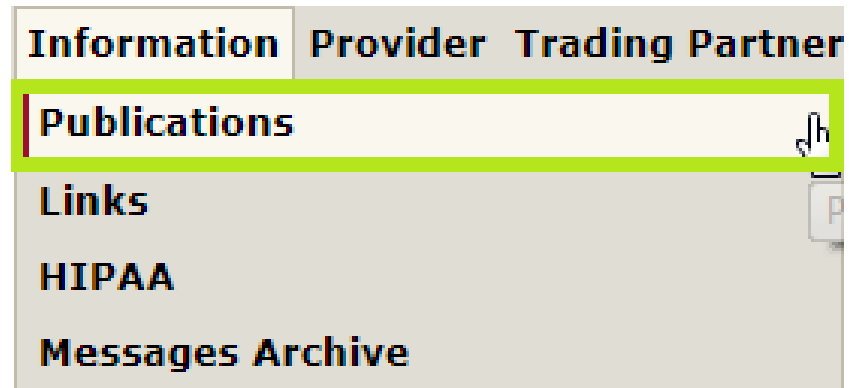 Information Provider Trading Partner
Publications
Links
HIPAA
Messages Archive